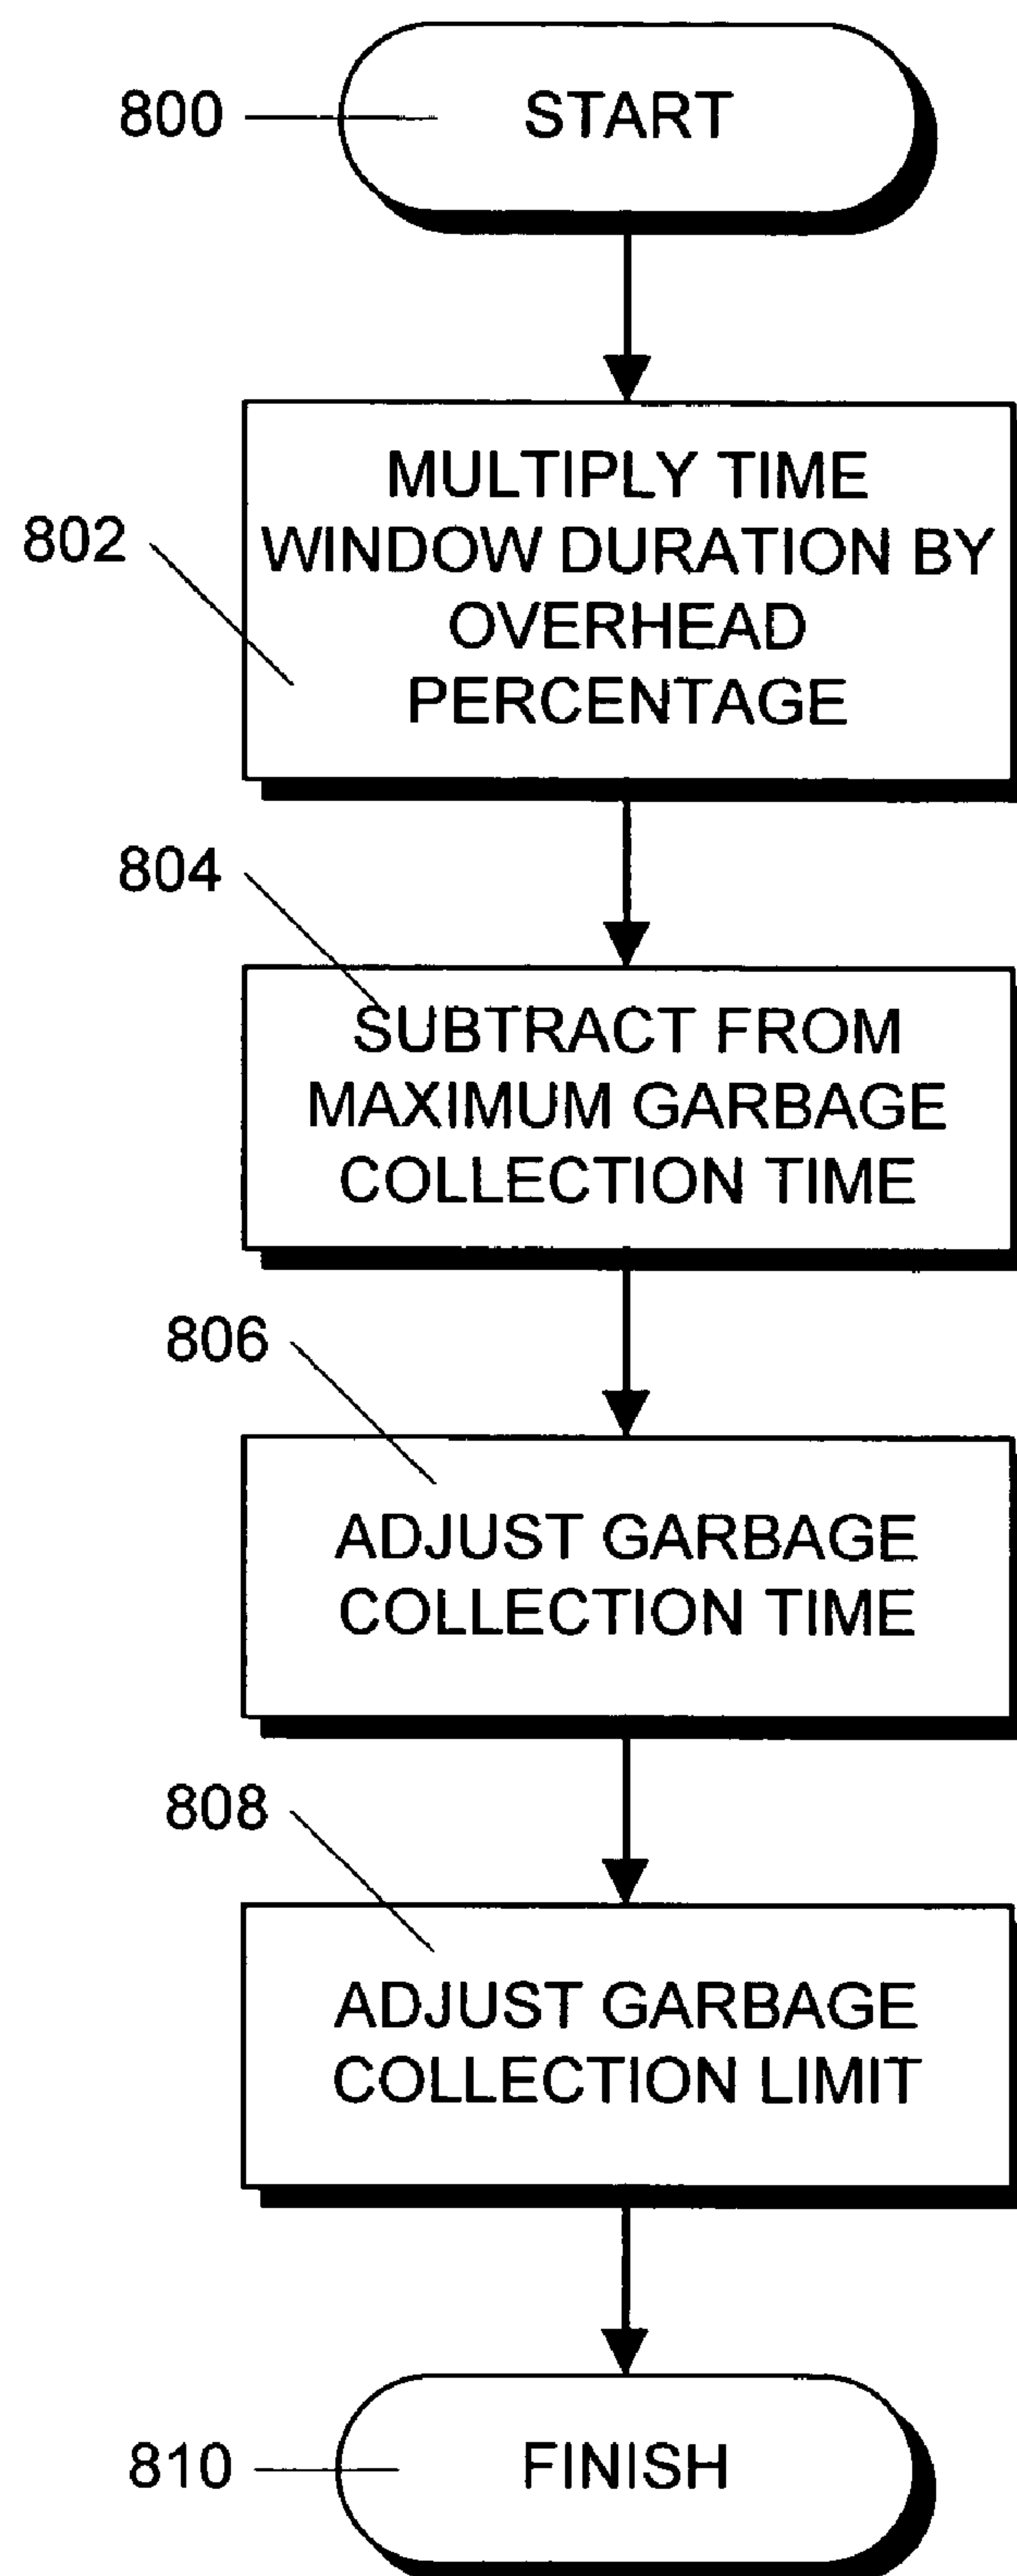 800
START
802
MULTIPLY TIME
WINDOW DURATION BY
OVERHEAD
PERCENTAGE
804
SUBTRACT FROM
MAXIMUM GARBAGE
COLLECTION TIME
806
ADJUST GARBAGE
COLLECTION TIME
808
ADJUST GARBAGE
COLLECTION LIMIT
810
FINISH